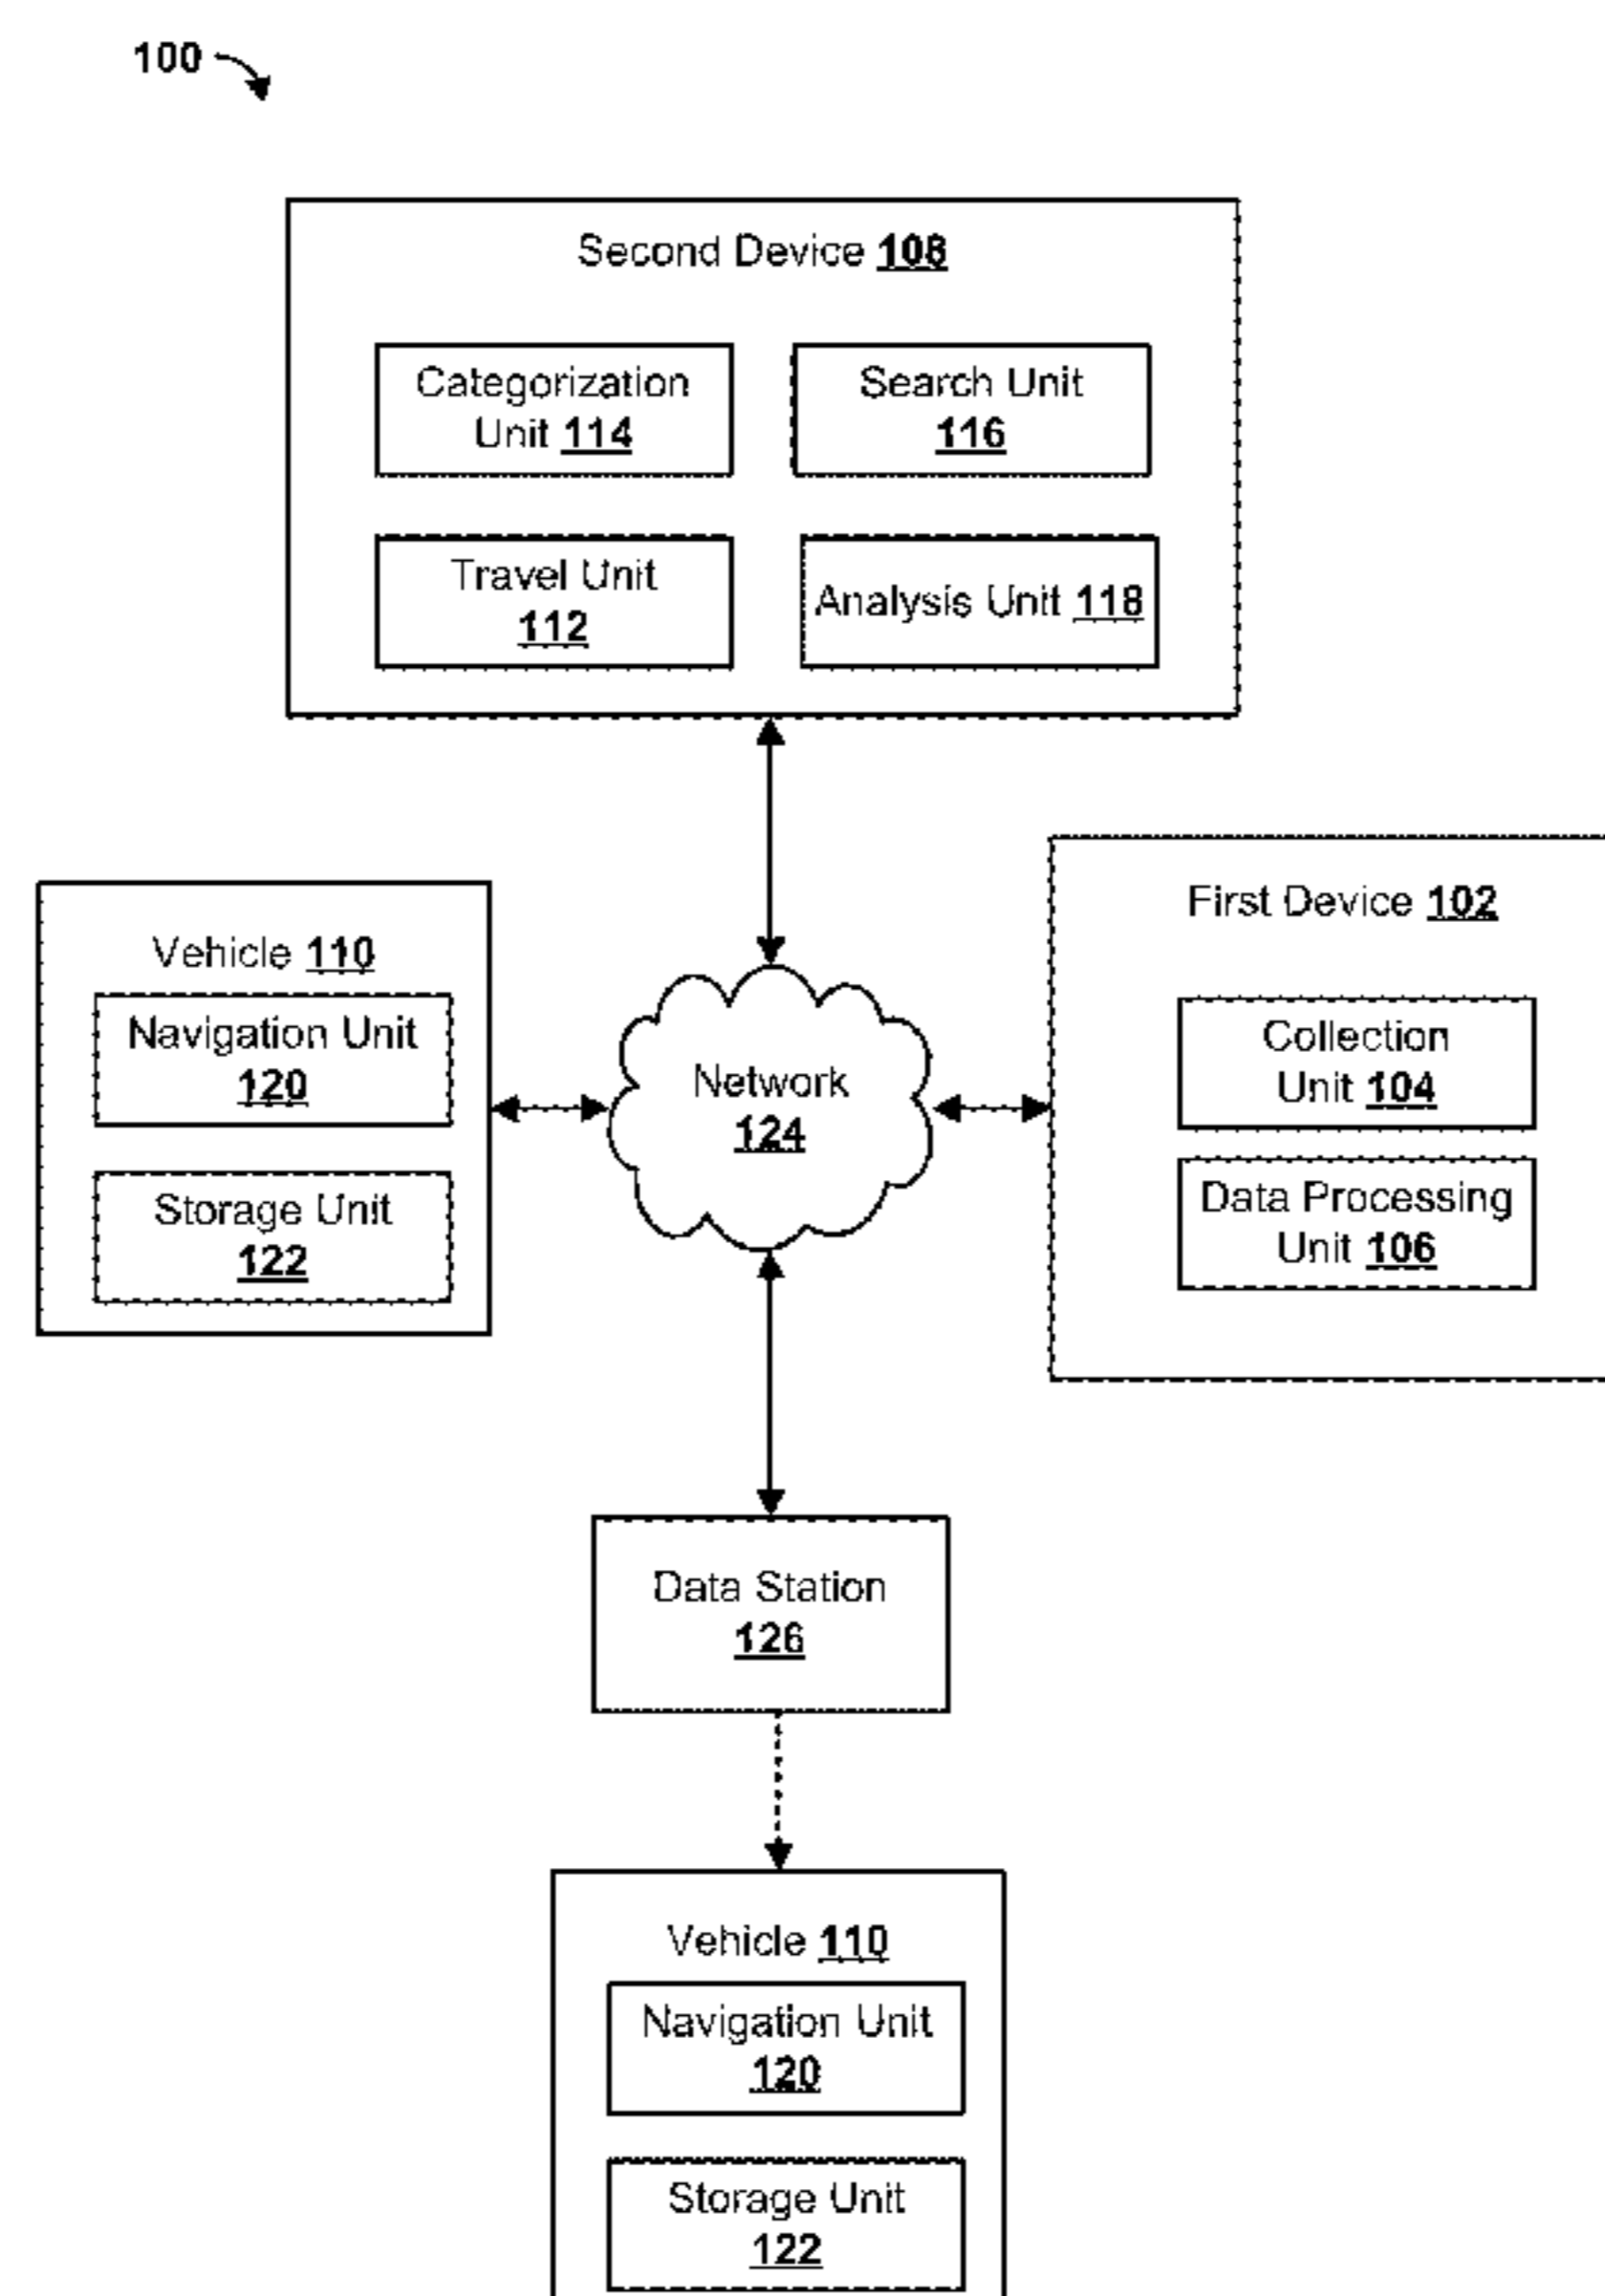 100
Second Device 108
Categorization
Unit 114
Search Unit
116
Travel Unit
112
Analysis Unit 118
Vehicle 110
Navigation Unit
120
Storage Unit
122
Network
124
First Device 102
Collection
Unit 104
Data Processing
Unit 106
Data Station
126
Vehicle 110
Navigation Unit
120
Storage Unit
122